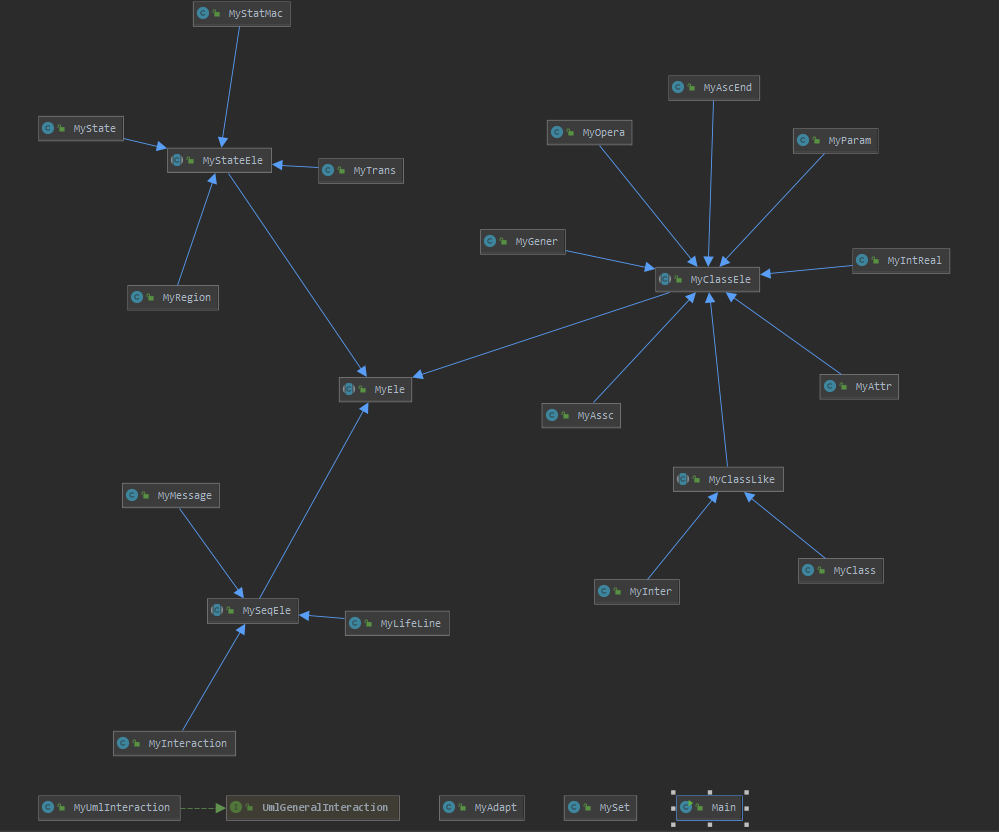 MyStatMac
MyAscEnd
MyState
MyOpera
MyParam
MyStateEle
MyTrans
MyGener
MyIntReal
MyClassEle
MyRegion
MyEle
MyAttr
MyAssc
MyClassLike
MyMessage
MyClass
MyInter
MySeqEle
MyLifeLine
MyInteraction
MyUmlInteraction
UmlGeneralInteraction
MyAdapt
MySet
Main